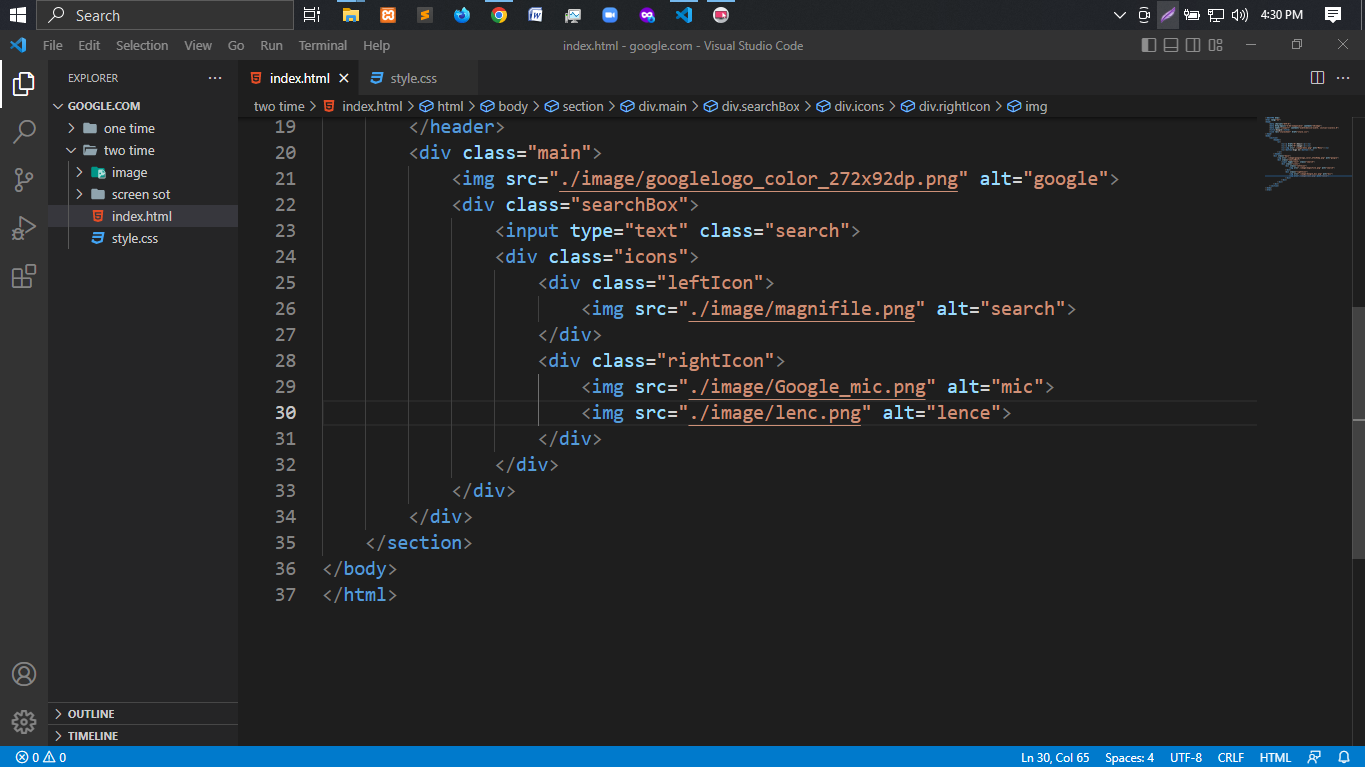 Search
4:30 PM
File Edit Selection View Go Run Terminal Help
index.html - google.com - Visual Studio Code
EXPLORER
GOOGLE.COM
one time
two time
image
screen sot
index.html
style.css
OUTLINE
TIMELINE
index.html style.css
two time > index.html > html > body > section > div.main > div.searchBox > div.icons > div.rightIcon > img
19 </header>
20 <div class="main">
21 <img src="./image/googlelogo_color_272x92dp.png" alt="google">
22 <div class="searchBox">
23 <input type="text" class="search">
24 <div class="icons">
25 <div class="leftIcon">
26 <img src="./image/magnifile.png" alt="search">
27 </div>
28 <div class="rightIcon">
29 <img src="./image/Google_mic.png" alt="mic">
30 <img src="./image/lenc.png" alt="lence">
31 </div>
32 </div>
33 </div>
34 </div>
35 </section>
36 </body>
37 </html>
0 0
Ln 30, Col 65 Spaces: 4 UTF-8 CRLF HTML